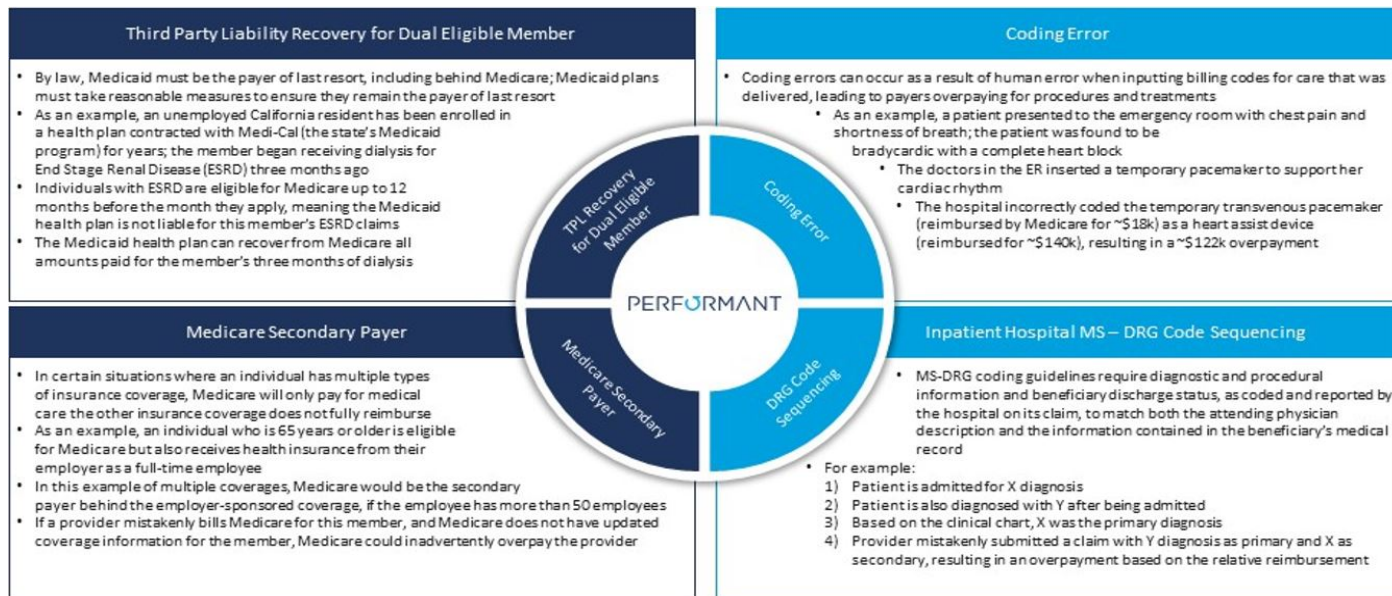 Third Party Liability Recovery for Dual Eligible Member
• By law, Medicaid must be the payer of last resort, including behind Medicare; Medicaid plans
must take reasonable measures to ensure they remain the payer of last resort
• As an example, an unemployed California resident has been enrolled in
a health plan contracted with Medi-Cal (the state's Medicaid
program) for years; the member began receiving dialysis for
End Stage Renal Disease (ESRD) three months ago
• Individuals with ESRD are eligible for Medicare up to 12
months before the month they apply, meaning the Medicaid
health plan is not liable for this member's ESRD claims
• The Medicaid health plan can recover from Medicare all
amounts paid for the member's three months of dialysis
Coding Error
• Coding errors can occur as a result of human error when inputting billing codes for care that was
delivered, leading to payers overpaying for procedures and treatments
• As an example, a patient presented to the emergency room with chest pain and
shortness of breath; the patient was found to be
bradycardic with a complete heart block
• The doctors in the ER inserted a temporary pacemaker to support her
cardiac rhythm
• The hospital incorrectly coded the temporary transvenous pacemaker
(reimbursed by Medicare for ~$18k) as a heart assist device
(reimbursed for ~$140k), resulting in a ~$122k overpayment
TPL Recovery
for Dual Eligible
Member
Coding Error
PERFORMANT
Medicare Secondary
Payer
DRG Code
Sequencing
Medicare Secondary Payer
• In certain situations where an individual has multiple types
of insurance coverage, Medicare will only pay for medical
care the other insurance coverage does not fully reimburse
• As an example, an individual who is 65 years or older is eligible
for Medicare but also receives health insurance from their
employer as a full-time employee
• In this example of multiple coverages, Medicare would be the secondary
payer behind the employer-sponsored coverage, if the employee has more than 50 employees
• If a provider mistakenly bills Medicare for this member, and Medicare does not have updated
coverage information for the member, Medicare could inadvertently overpay the provider
Inpatient Hospital MS – DRG Code Sequencing
• MS-DRG coding guidelines require diagnostic and procedural
information and beneficiary discharge status, as coded and reported by
the hospital on its claim, to match both the attending physician
description and the information contained in the beneficiary's medical
record
• For example:
1) Patient is admitted for X diagnosis
2) Patient is also diagnosed with Y after being admitted
3) Based on the clinical chart, X was the primary diagnosis
4) Provider mistakenly submitted a claim with Y diagnosis as primary and X as
secondary, resulting in an overpayment based on the relative reimbursement